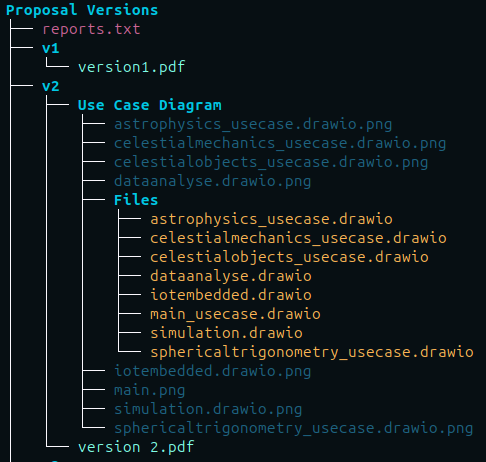 Proposal Versions
reports.txt
v1
version1.pdf
v2
Use Case Diagram
astrophysics_usecase.drawio.png
celestialmechanics_usecase.drawio.png
celestialobjects_usecase.drawio.png
dataanalyse.drawio.png
Files
astrophysics_usecase.drawio
celestialmechanics_usecase.drawio
celestialobjects_usecase.drawio
dataanalyse.drawio
iotembedded.drawio
main_usecase.drawio
simulation.drawio
sphericaltrigonometry_usecase.drawio
iotembedded.drawio.png
main.png
simulation.drawio.png
sphericaltrigonometry_usecase.drawio.png
version 2.pdf